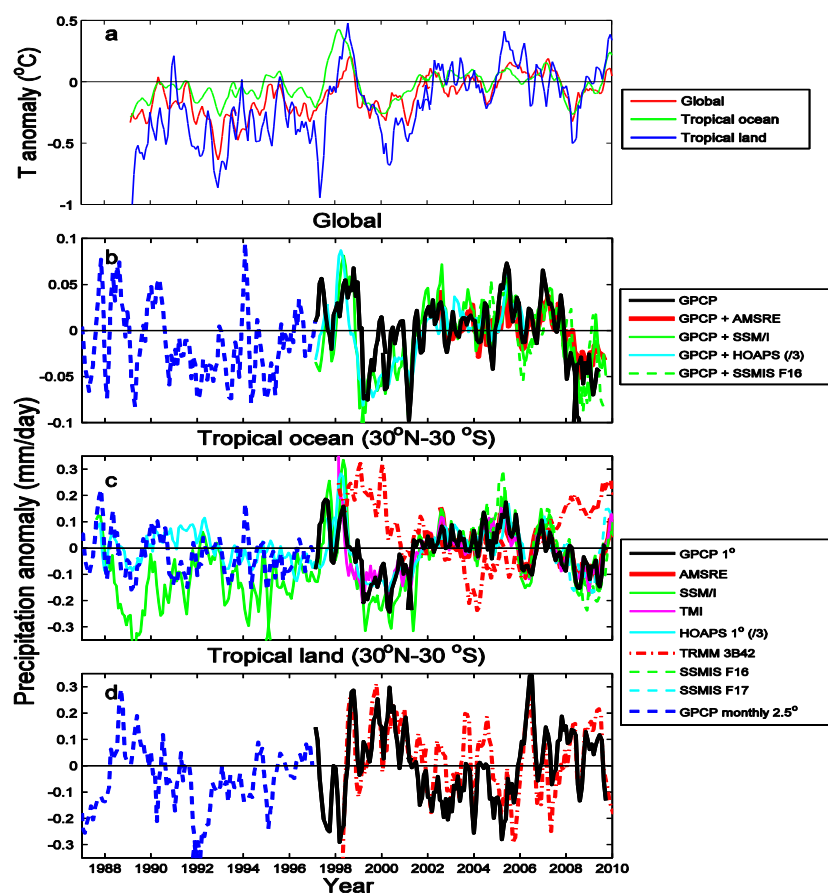 a
0.5
0
-0.5
-1
T anomaly (°C)
Global
Tropical ocean
Tropical land
Global
b
0.1
0.05
0
-0.05
-0.1
GPCP
GPCP + AMSRE
GPCP + SSM/I
GPCP + HOAPS (/3)
GPCP + SSMIS F16
Tropical ocean (30°N-30 °S)
Precipitation anomaly (mm/day)
c
0.3
0.2
0.1
0
-0.1
-0.2
-0.3
GPCP 1°
AMSRE
SSM/I
TMI
HOAPS 1° (/3)
TRMM 3B42
SSMIS F16
SSMIS F17
GPCP monthly 2.5°
Tropical land (30°N-30 °S)
d
0.3
0.2
0.1
0
-0.1
-0.2
-0.3
1988 1990 1992 1994 1996 1998 2000 2002 2004 2006 2008 2010
Year